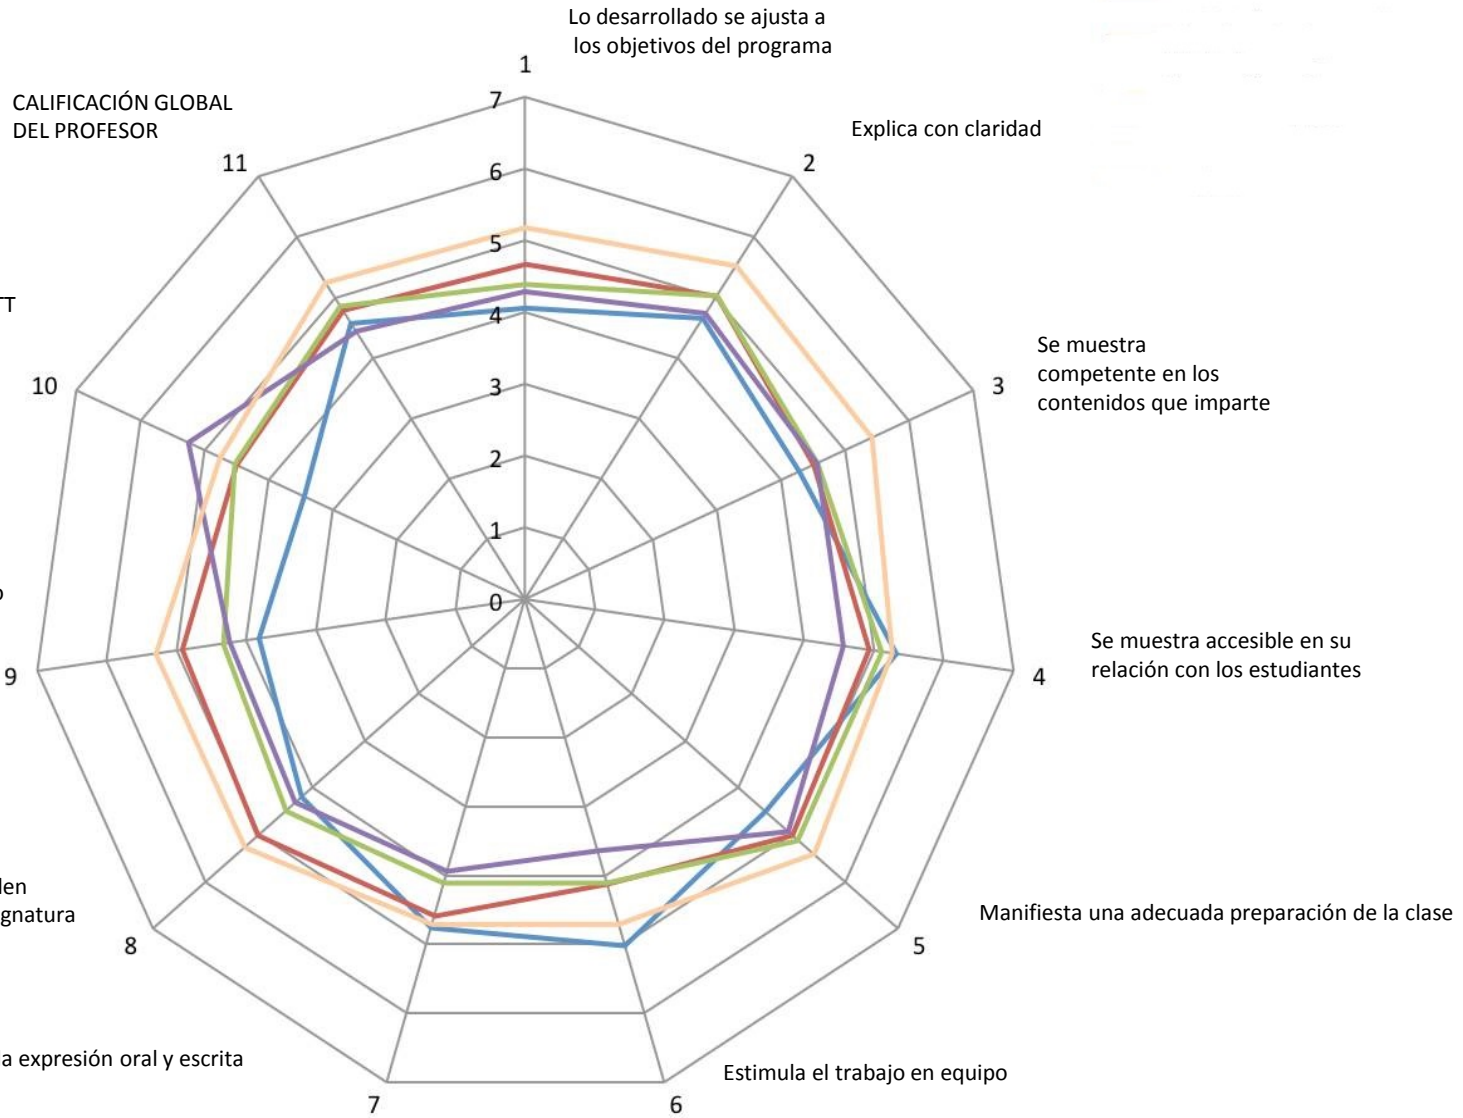 Lo desarrollado se ajusta a
los objetivos del programa
1
CALIFICACIÓN GLOBAL
DEL PROFESOR
7
Explica con claridad
11
2
6
5
TT
4
Se muestra
competente en los
contenidos que imparte
10
3
3
2
1
0
o
Se muestra accesible en su
relación con los estudiantes
9
4
den
gnatura
Manifiesta una adecuada preparación de la clase
8
5
a expresión oral y escrita
Estimula el trabajo en equipo
7
6